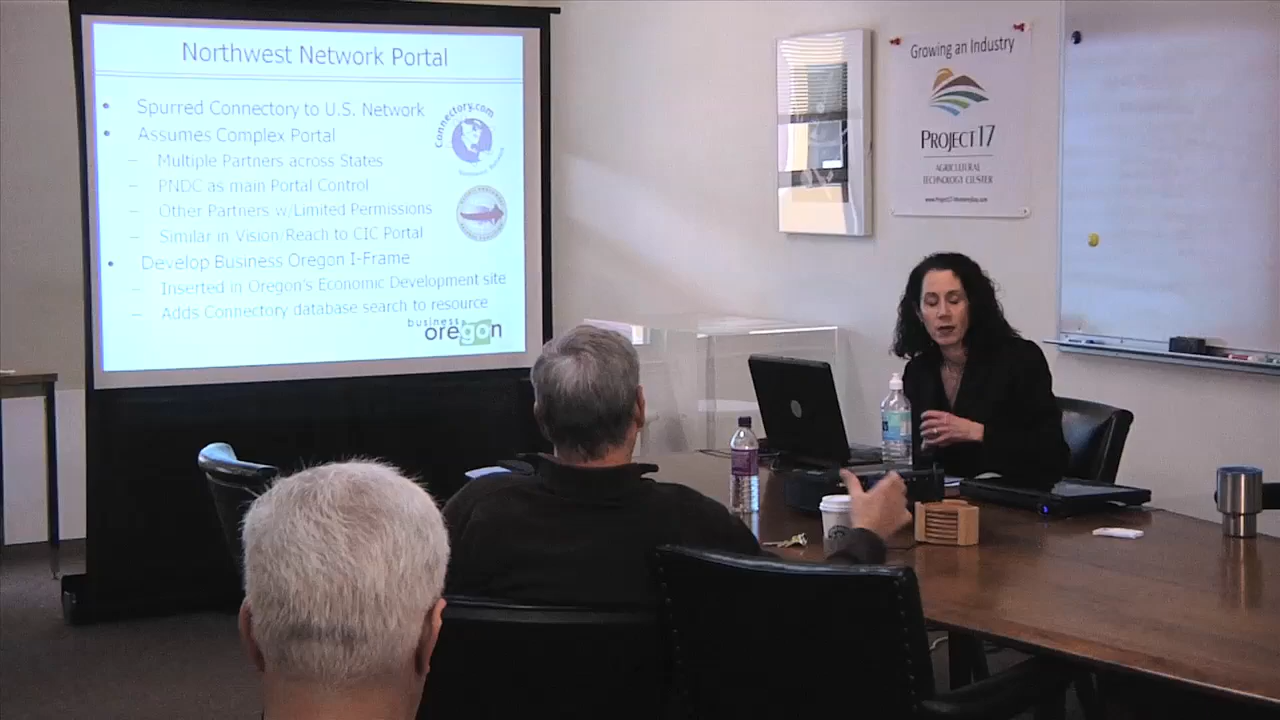 Northwest Network Portal
• Spurred Connectory to U.S. Network
• Assumes Complex Portal
– Multiple Partners across States
– PNDC as main Portal Control
– Other Partners w/Limited Permissions
– Similar in Vision/Reach to CIC Portal
• Develop Business Oregon I-Frame
– Inserted in Oregon's Economic Development site
– Adds Connectory database search to resource
Connectory.com
business
oregon
Growing an Industry
PROJECT 17
AGRICULTURAL
TECHNOLOGY CLUSTER